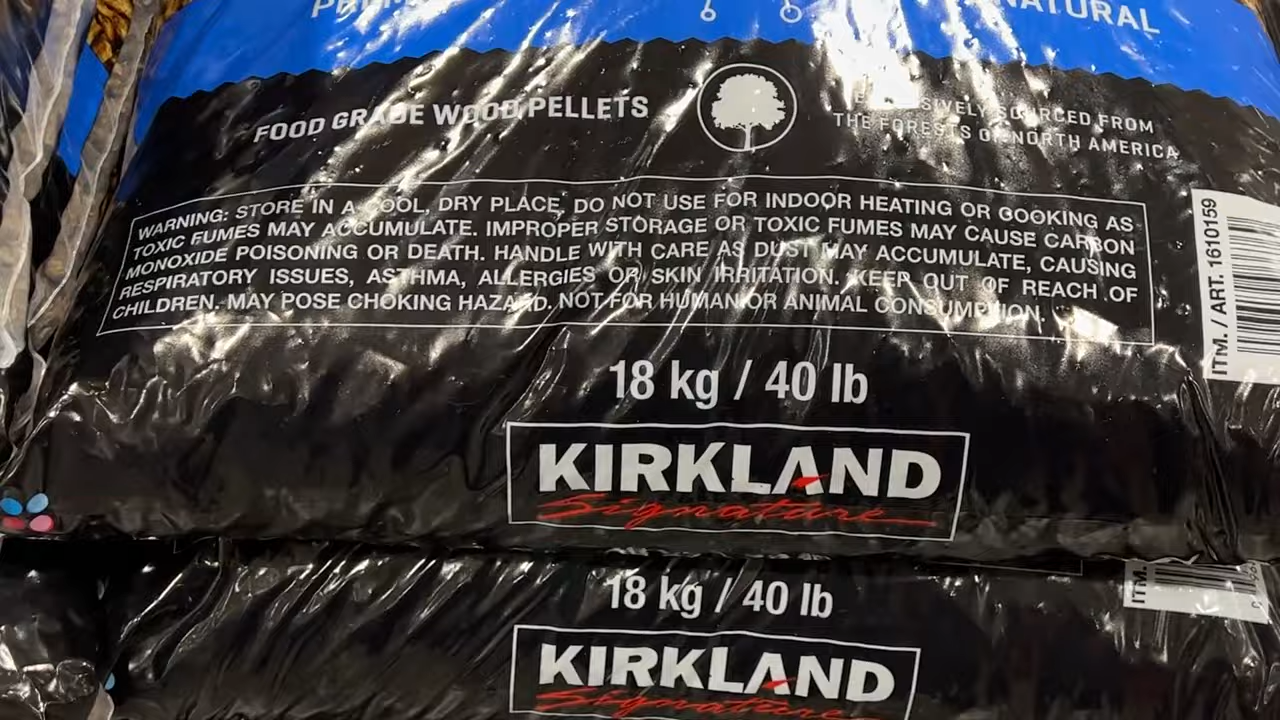 NATURAL
FOOD GRADE WOOD PELLETS
EXCLUSIVELY SOURCED FROM
THE FORESTS OF NORTH AMERICA
WARNING: STORE IN A COOL, DRY PLACE, DO NOT USE FOR INDOOR HEATING OR COOKING AS
TOXIC FUMES MAY ACCUMULATE. IMPROPER STORAGE OR TOXIC FUMES MAY CAUSE CARBON
MONOXIDE POISONING OR DEATH. HANDLE WITH CARE AS DUST MAY ACCUMULATE, CAUSING
RESPIRATORY ISSUES, ASTHMA, ALLERGIES OR SKIN IRRITATION. KEEP OUT OF REACH OF
CHILDREN. MAY POSE CHOKING HAZARD. NOT FOR HUMAN OR ANIMAL CONSUMPTION.
ITM. / ART. 1610159
18 kg / 40 lb
KIRKLAND
Signature
18 kg / 40 lb
ITM.
KIRKLAND
Signature